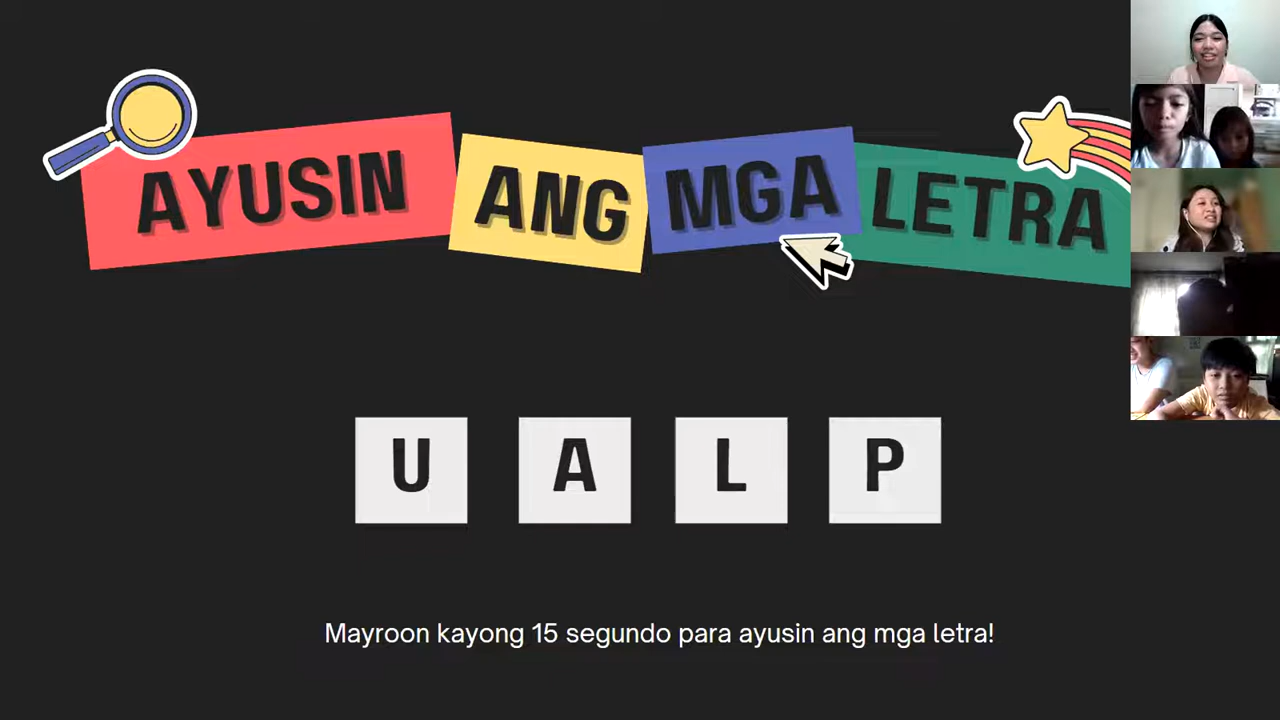 AYUSIN ANG MGA LETRA
U A L P
Mayroon kayong 15 segundo para ayusin ang mga letra!